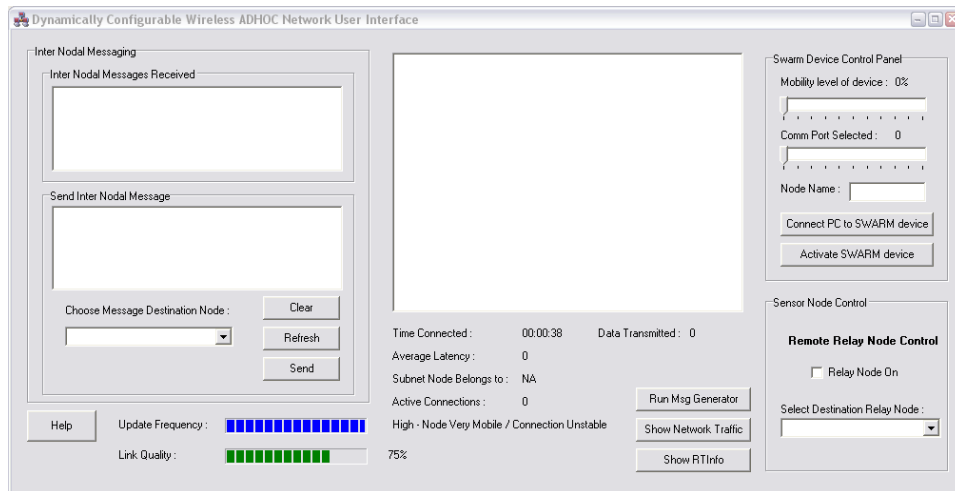 Dynamically Configurable Wireless ADHOC Network User Interface
Inter Nodal Messaging
Inter Nodal Messages Received
Send Inter Nodal Message
Choose Message Destination Node :
Clear
Refresh
Send
Help
Update Frequency :
High - Node Very Mobile / Connection Unstable
Link Quality :
75%
Time Connected : 00:00:38 Data Transmitted : 0
Average Latency : 0
Subnet Node Belongs to : NA
Active Connections : 0
Run Msg Generator
Show Network Traffic
Show RTInfo
Swarm Device Control Panel
Mobility level of device : 0%
Comm Port Selected : 0
Node Name :
Connect PC to SWARM device
Activate SWARM device
Sensor Node Control
Remote Relay Node Control
Relay Node On
Select Destination Relay Node :